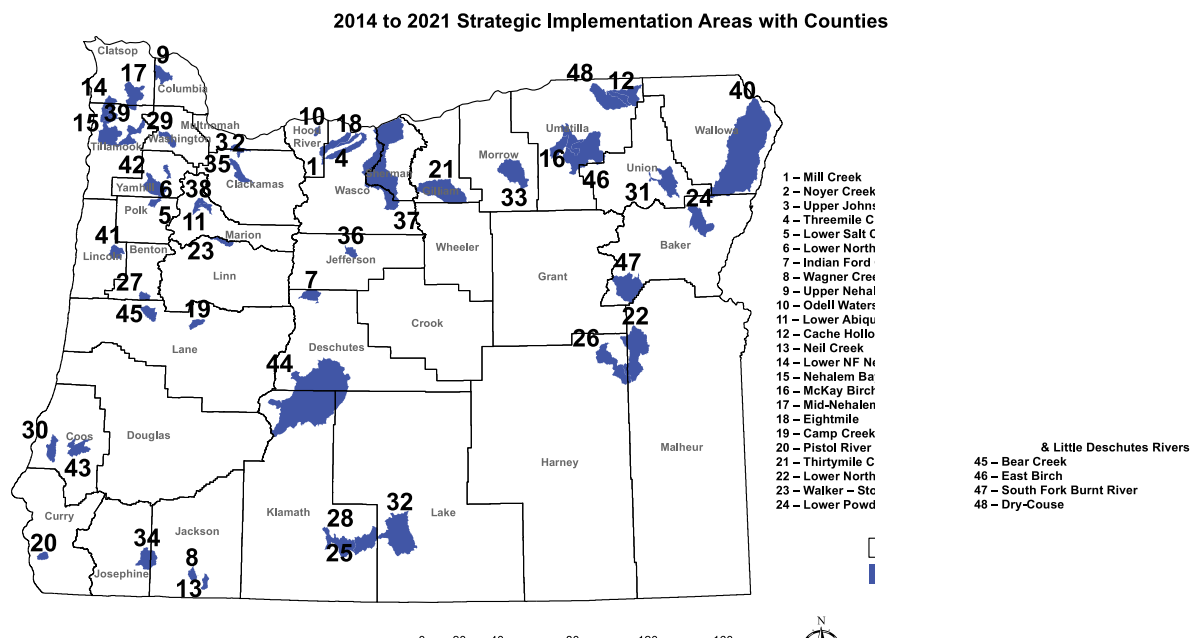 2014 to 2021 Strategic Implementation Areas with Counties
Clatsop
9
17
Columbia
14
39
15
29
Multnomah
Washington
Tillamook
3 2
35
Clackamas
10
Hood
River
18
1
4
Wasco
Sherman
21
Gilliam
Morrow
33
48
12
Umatilla
16
46
Union
31
40
Wallowa
24
Baker
42
Yamhill
6
38
Polk
5
11
Marion
23
41
Lincoln
Benton
Linn
27
45
19
Lane
37
36
Jefferson
7
Wheeler
Grant
47
Crook
Deschutes
44
22
26
30
Coos
43
Douglas
Harney
Malheur
Curry
20
34
Josephine
Jackson
8
13
Klamath
28
25
32
Lake
1 – Mill Creek
2 – Noyer Creek
3 – Upper Johns
4 – Threemile C
5 – Lower Salt C
6 – Lower North
7 – Indian Ford
8 – Wagner Cree
9 – Upper Nehal
10 – Odell Waters
11 – Lower Abiqu
12 – Cache Hollo
13 – Neil Creek
14 – Lower NF Ne
15 – Nehalem Ba
16 – McKay Birch
17 – Mid-Nehalem
18 – Eightmile
19 – Camp Creek
20 – Pistol River
21 – Thirtymile C
22 – Lower North
23 – Walker – Sto
24 – Lower Powd
& Little Deschutes Rivers
45 – Bear Creek
46 – East Birch
47 – South Fork Burnt River
48 – Dry-Couse